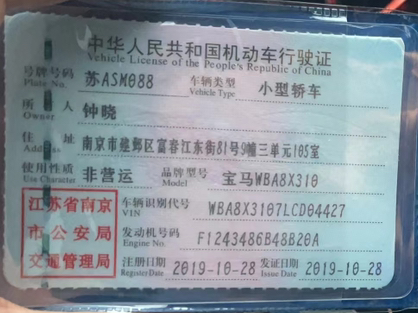 中华人民共和国机动车行驶证
Vehicle License of the People's Republic of China
号牌号码 苏ASM088 车辆类型 小型轿车
Plate No. Vehicle Type
所有人 钟晓
Owner
住址 南京市建邺区富春江东街81号9幢三单元105室
Address
使用性质 非营运 品牌型号 宝马WBA8X310
Use Character Model
江苏省南京
市公安局
交通管理局
车辆识别代号 WBA8X3107LCD04427
VIN
发动机号码 F1243486B48B20A
Engine No.
注册日期 2019-10-28 发证日期 2019-10-28
Register Date Issue Date